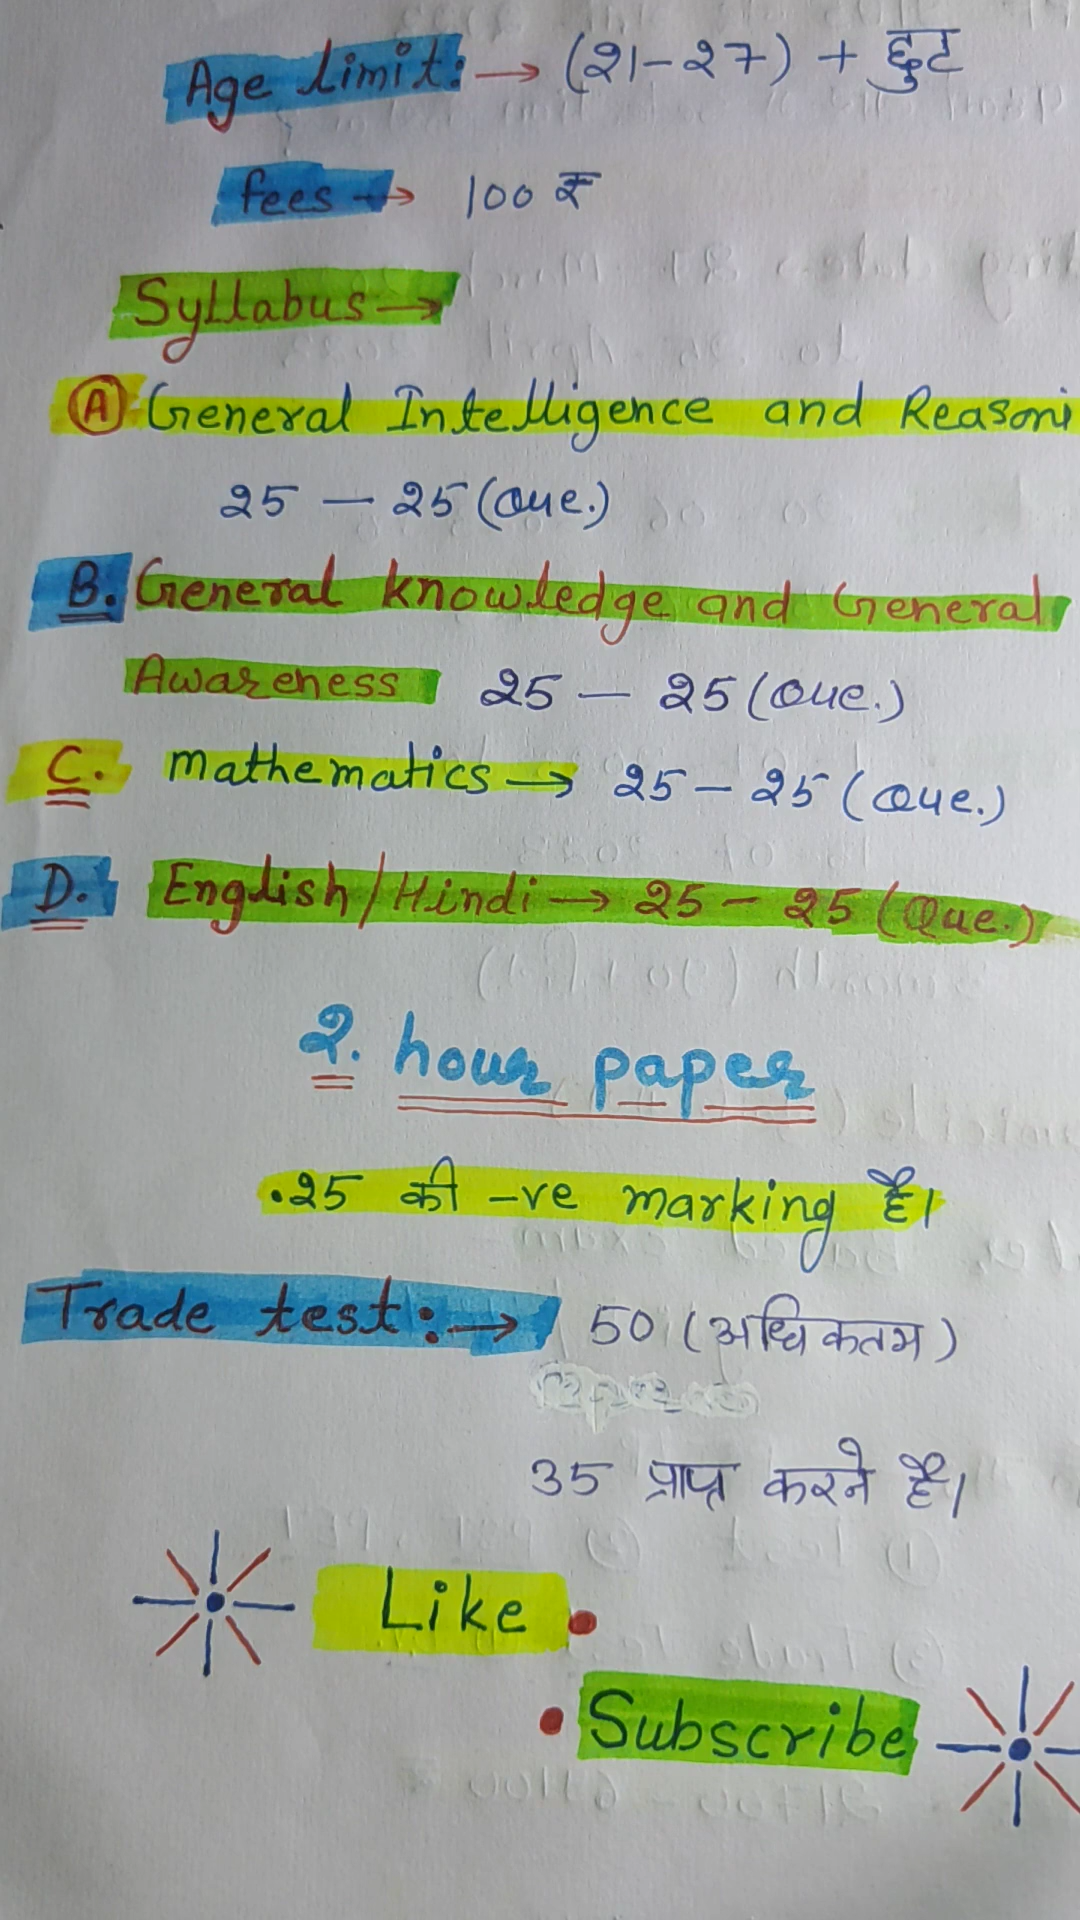 Age limit: → (21-27) + छुट
fees → 100 ₹
Syllabus →
(A) General Intelligence and Reasoni
25 — 25 (Que.)
B. General knowledge and General
Awareness 25 — 25 (Que.)
C. mathematics → 25 — 25 (Que.)
D. English/Hindi → 25 - 25 (Que.)
2. hour paper
.25 की -ve marking है।
Trade test: → 50 (अधिकतम)
35 प्राप्त करने है।
Like
Subscribe